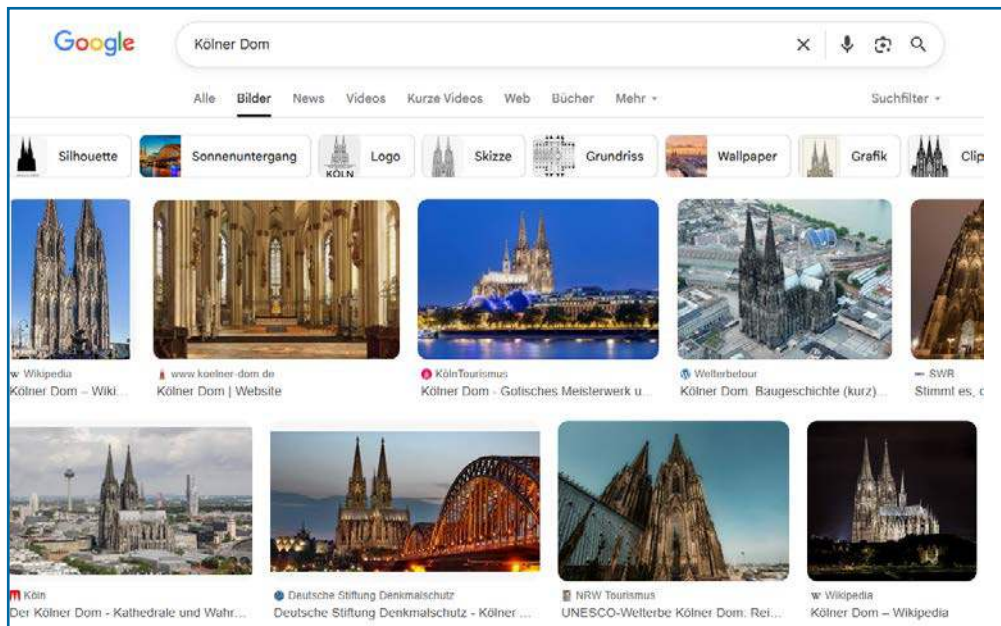 Google
Kölner Dom
Alle Bilder News Videos Kurze Videos Web Bücher Mehr Suchfilter
Silhouette Sonnenuntergang Logo Skizze Grundriss Wallpaper Grafik Clip
KÖLN
W Wikipedia www.koelner-dom.de KölnTourismus Welterbetour SWR
Kölner Dom – Wiki... Kölner Dom | Website Kölner Dom - Gotisches Meisterwerk u... Kölner Dom: Baugeschichte (kurz)... Stimmt es,
Köln Deutsche Stiftung Denkmalschutz NRW Tourismus W Wikipedia
Der Kölner Dom - Kathedrale und Wahr... Deutsche Stiftung Denkmalschutz - Kölner ... UNESCO-Welterbe Kölner Dom: Rei... Kölner Dom – Wikipedia